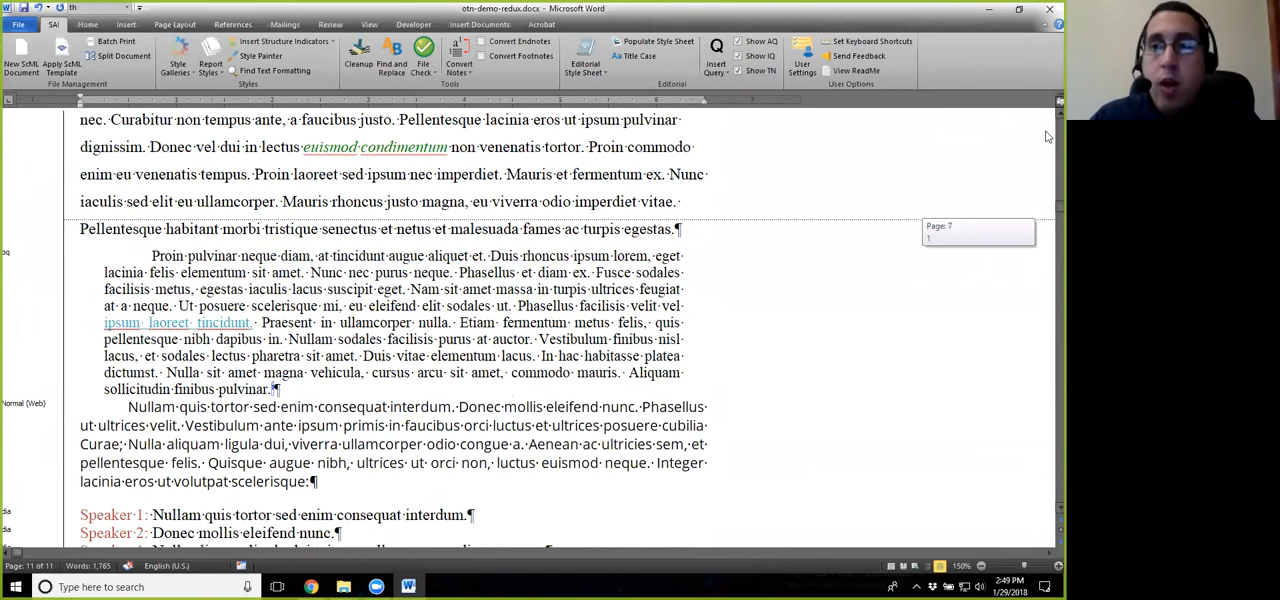 th
otn-demo-redux.docx - Microsoft Word
File SAI Home Insert Page Layout References Mailings Review View Developer Insert Documents Acrobat
New ScML Document
Apply ScML Template
Batch Print
Split Document
File Management
Style Galleries
Report Styles
Insert Structure Indicators
Style Painter
Find Text Formatting
Styles
Cleanup
Find and Replace
File Check
Convert Notes
Convert Endnotes
Convert Footnotes
Tools
Editorial Style Sheet
Populate Style Sheet
Title Case
Editorial
Insert Query
Show AQ
Show IQ
Show TN
User Settings
Set Keyboard Shortcuts
Send Feedback
View ReadMe
User Options
1 2 3 4 5 6
nec. Curabitur non tempus ante, a faucibus justo. Pellentesque lacinia eros ut ipsum pulvinar
dignissim. Donec vel dui in lectus euismod condimentum non venenatis tortor. Proin commodo
enim eu venenatis tempus. Proin laoreet sed ipsum nec imperdiet. Mauris et fermentum ex. Nunc
iaculis sed elit eu ullamcorper. Mauris rhoncus justo magna, eu viverra odio imperdiet vitae.
Pellentesque habitant morbi tristique senectus et netus et malesuada fames ac turpis egestas.¶
Page: 7
1
Proin pulvinar neque diam, at tincidunt augue aliquet et. Duis rhoncus ipsum lorem, eget
lacinia felis elementum sit amet. Nunc nec purus neque. Phasellus et diam ex. Fusce sodales
facilisis metus, egestas iaculis lacus suscipit eget. Nam sit amet massa in turpis ultrices feugiat
at a neque. Ut posuere scelerisque mi, eu eleifend elit sodales ut. Phasellus facilisis velit vel
ipsum laoreet tincidunt. Praesent in ullamcorper nulla. Etiam fermentum metus felis, quis
pellentesque nibh dapibus in. Nullam sodales facilisis purus at auctor. Vestibulum finibus nisl
lacus, et sodales lectus pharetra sit amet. Duis vitae elementum lacus. In hac habitasse platea
dictumst. Nulla sit amet magna vehicula, cursus arcu sit amet, commodo mauris. Aliquam
sollicitudin finibus pulvinar.¶
Normal (Web)
Nullam quis tortor sed enim consequat interdum. Donec mollis eleifend nunc. Phasellus
ut ultrices velit. Vestibulum ante ipsum primis in faucibus orci luctus et ultrices posuere cubilia
Curae; Nulla aliquam ligula dui, viverra ullamcorper odio congue a. Aenean ac ultricies sem, et
pellentesque felis. Quisque augue nibh, ultrices ut orci non, luctus euismod neque. Integer
lacinia eros ut volutpat scelerisque:¶
Speaker 1: Nullam quis tortor sed enim consequat interdum.¶
Speaker 2: Donec mollis eleifend nunc.¶
Page: 11 of 11 Words: 1,765 English (U.S.) 150%
Type here to search
2:49 PM
1/29/2018